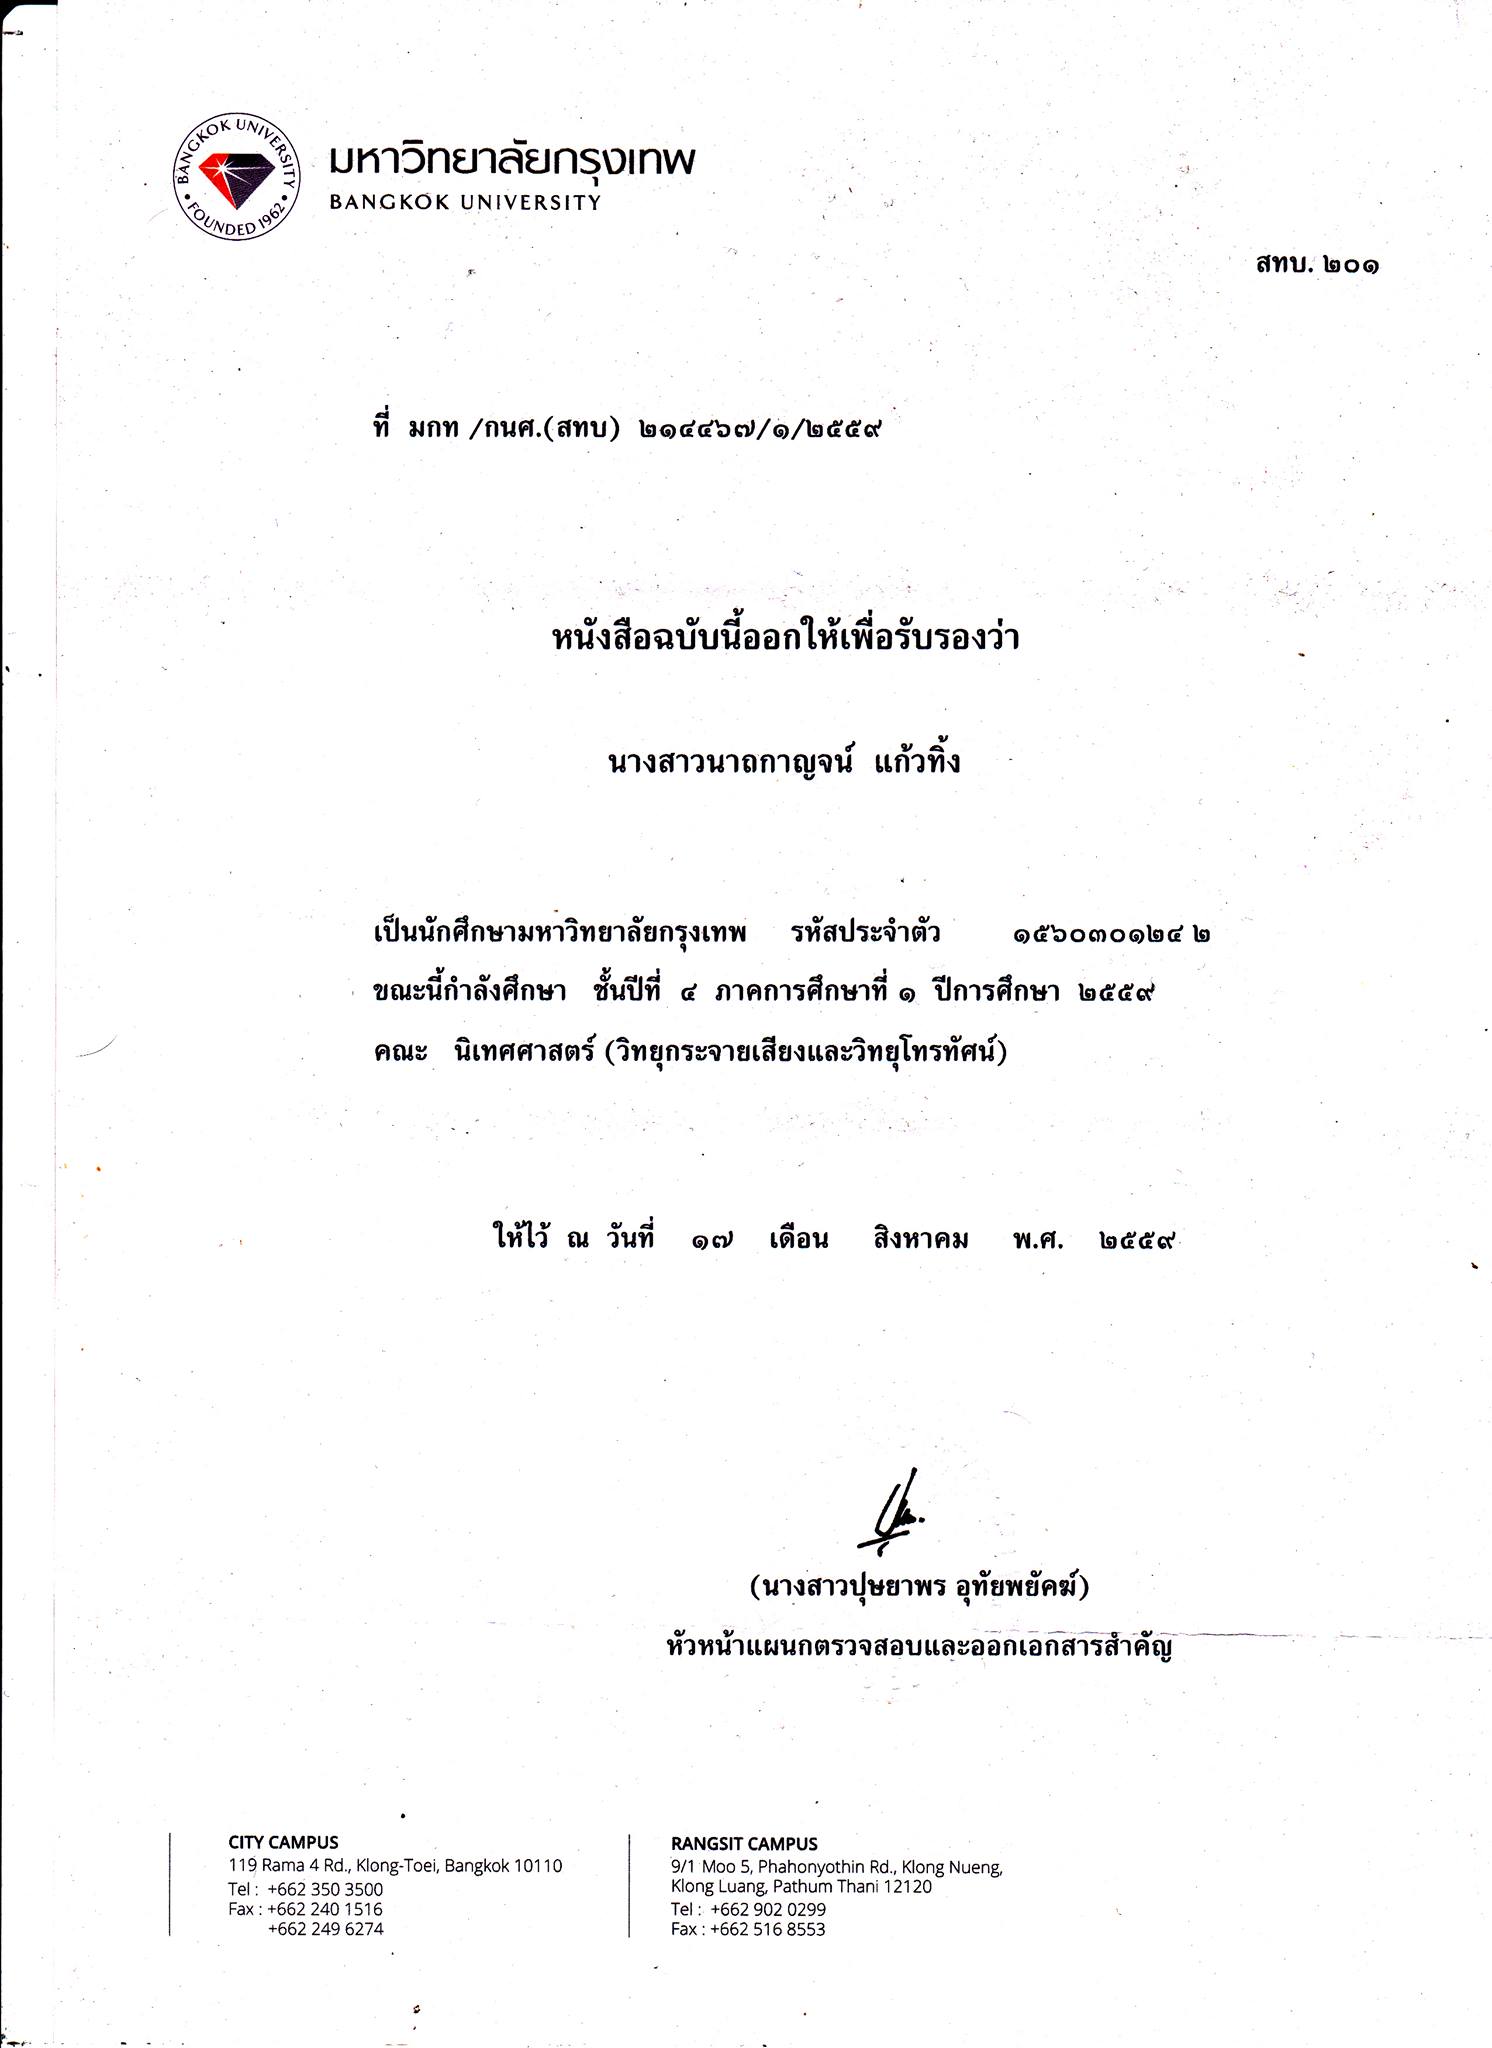 BANGKOK UNIVERSITY
FOUNDED 1962
มหาวิทยาลัยกรุงเทพ
BANGKOK UNIVERSITY
สทบ. ๒๐๑
ที่ มกท /กนศ.(สทบ) ๒๑๔๔๖๗/๑/๒๕๕๙
หนังสือฉบับนี้ออกให้เพื่อรับรองว่า
นางสาวนาถกาญจน์ แก้วทิ้ง
เป็นนักศึกษามหาวิทยาลัยกรุงเทพ รหัสประจำตัว ๑๕๖๐๓๐๑๒๔ ๒
ขณะนี้กำลังศึกษา ชั้นปีที่ ๔ ภาคการศึกษาที่ ๑ ปีการศึกษา ๒๕๕๙
คณะ นิเทศศาสตร์ (วิทยุกระจายเสียงและวิทยุโทรทัศน์)
ให้ไว้ ณ วันที่ ๑๗ เดือน สิงหาคม พ.ศ. ๒๕๕๙
(นางสาวปุษยาพร อุทัยพยัคฆ์)
หัวหน้าแผนกตรวจสอบและออกเอกสารสำคัญ
CITY CAMPUS
119 Rama 4 Rd., Klong-Toei, Bangkok 10110
Tel : +662 350 3500
Fax : +662 240 1516
+662 249 6274
RANGSIT CAMPUS
9/1 Moo 5, Phahonyothin Rd., Klong Nueng,
Klong Luang, Pathum Thani 12120
Tel : +662 902 0299
Fax : +662 516 8553